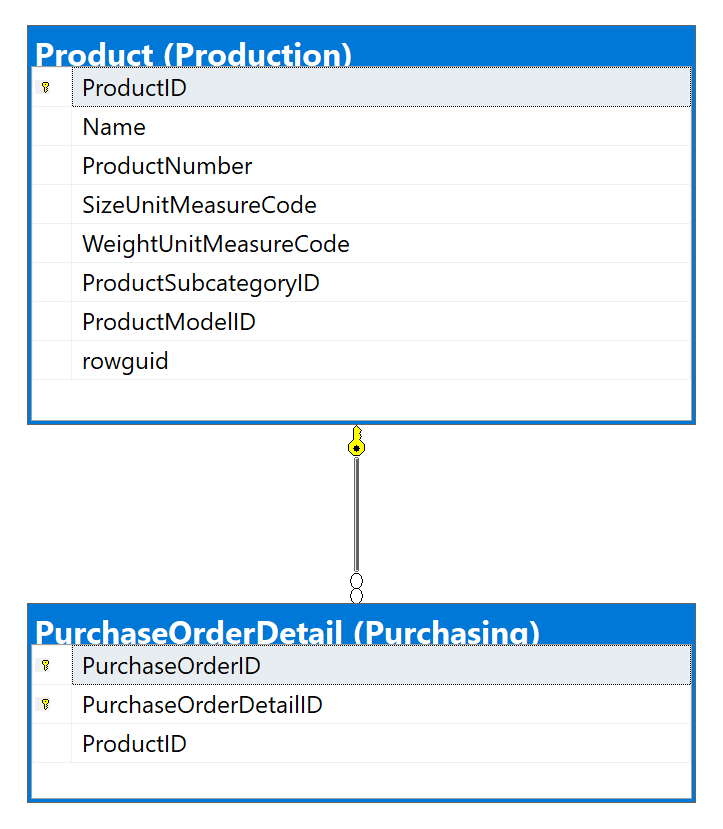 Product (Production)
ProductID
Name
ProductNumber
SizeUnitMeasureCode
WeightUnitMeasureCode
ProductSubcategoryID
ProductModelID
rowguid
PurchaseOrderDetail (Purchasing)
PurchaseOrderID
PurchaseOrderDetailID
ProductID